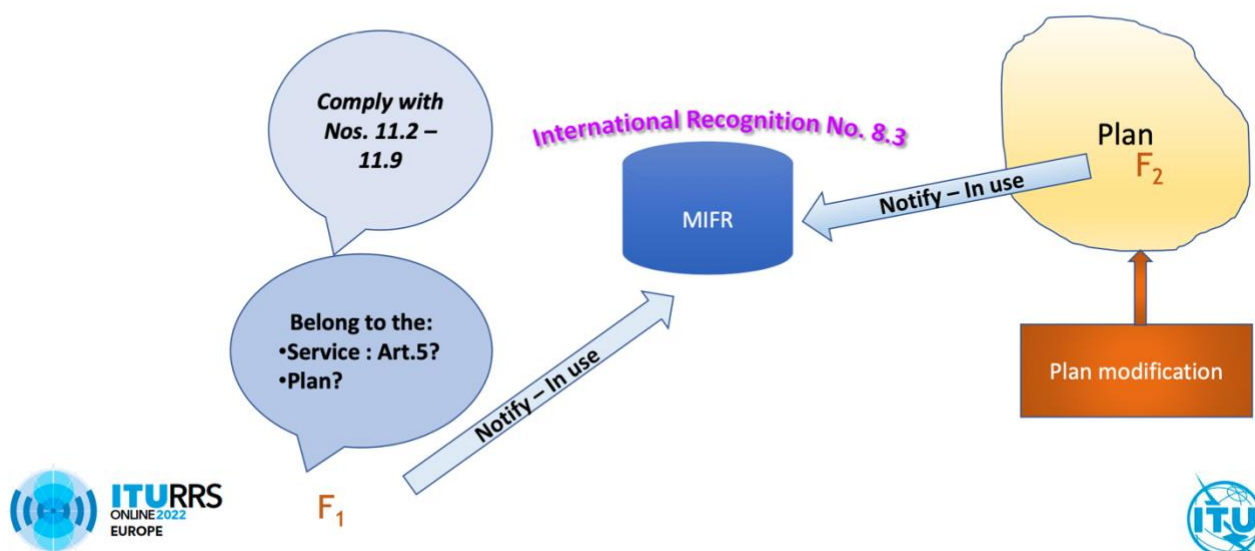 Comply with
Nos. 11.2 –
11.9
International Recognition No. 8.3
MIFR
Plan
F₂
Notify – In use
Belong to the:
•Service : Art.5?
•Plan?
Notify – In use
Plan modification
F₁
ITURRS
ONLINE2022
EUROPE
ITU